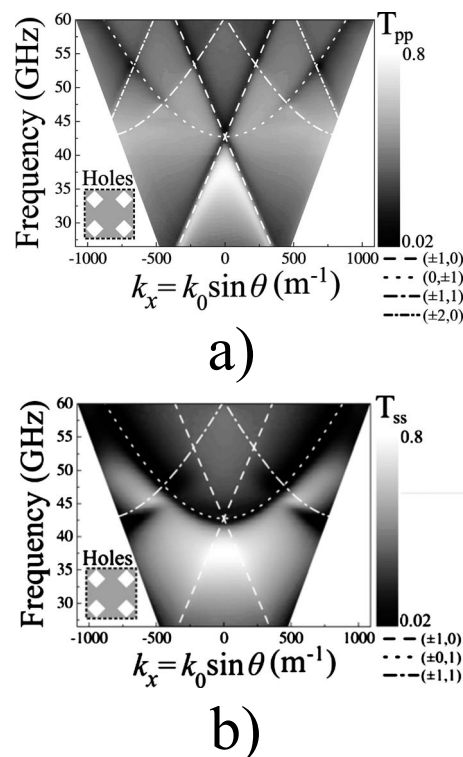 60
55
50
45
40
35
30
Frequency (GHz)
Holes
-1000 -500 0 500 1000
kₓ= k₀sinθ (m⁻¹)
Tpp
0.8
0.02
(±1,0)
(0,±1)
(±1,1)
(±2,0)
a)
60
55
50
45
40
35
30
Frequency (GHz)
Holes
-1000 -500 0 500 1000
kₓ= k₀sinθ (m⁻¹)
Tss
0.8
0.02
(±1,0)
(±0,1)
(±1,1)
b)